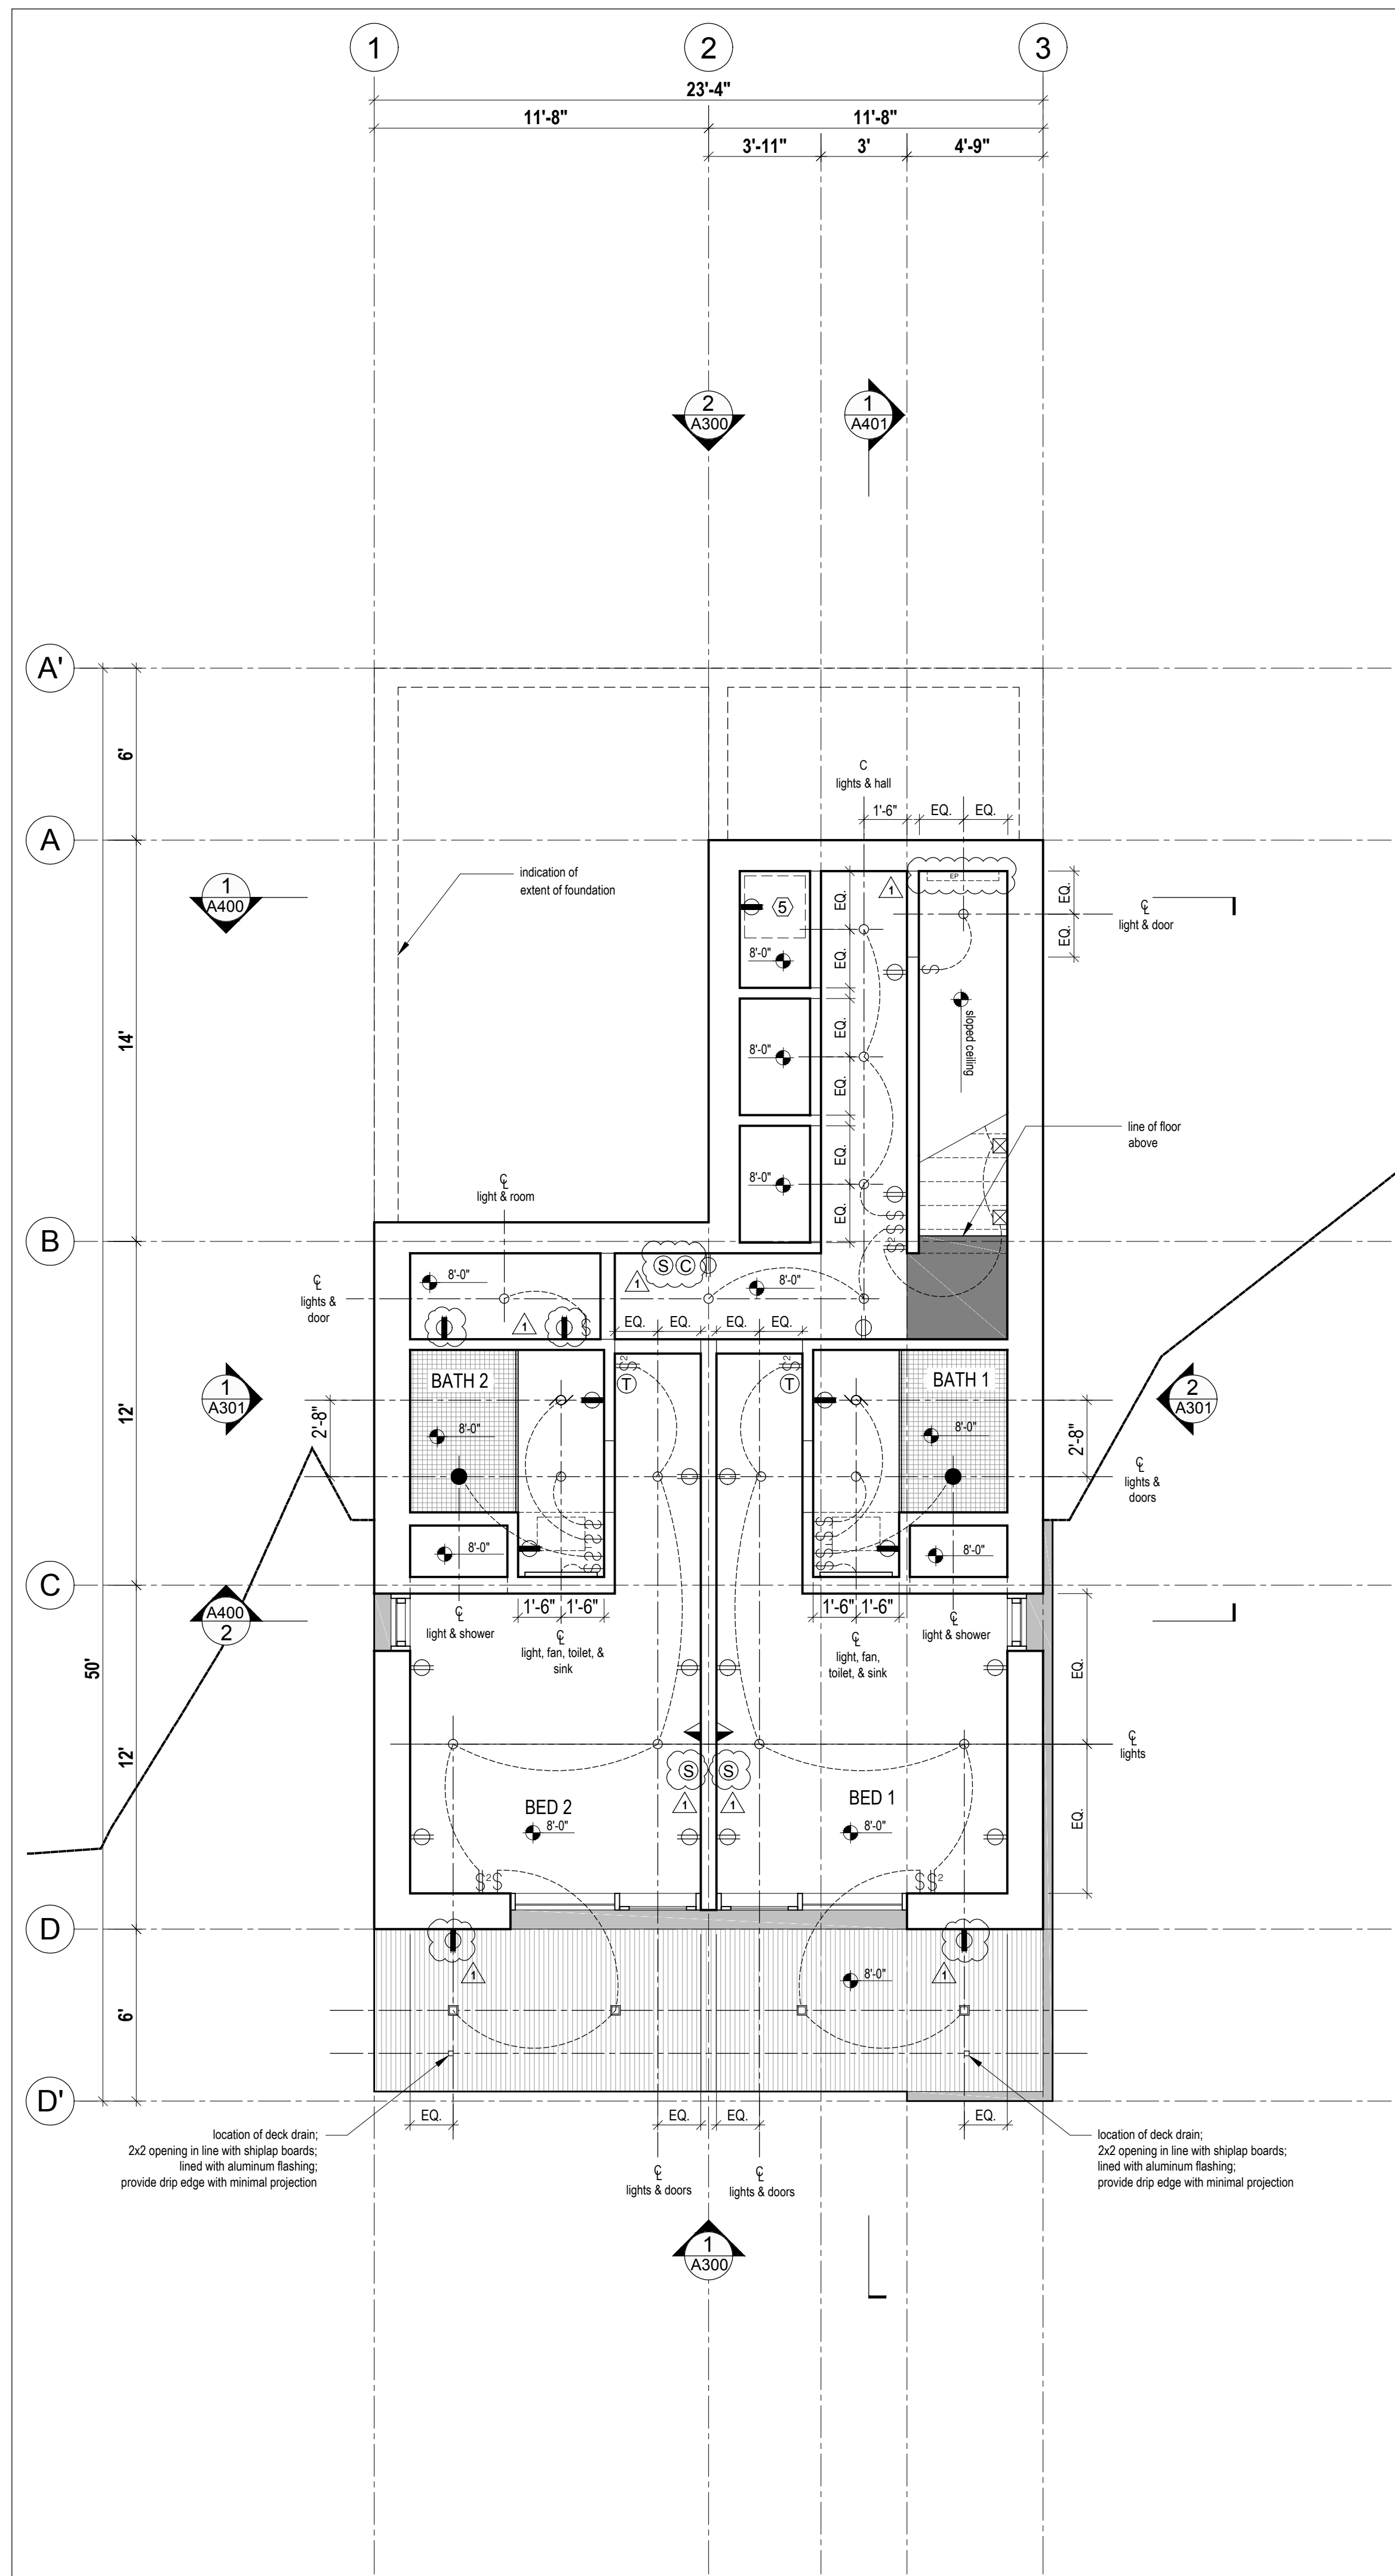 1
2
3
23'-4"
11'-8"
11'-8"
3'-11"
3'
4'-9"
2
A300
1
A401
A'
6'
C
lights & hall
1'-6"
EQ.
EQ.
A
indication of
extent of foundation
1
A400
EP
1
5
EQ.
EQ.
EQ.
℄
light & door
8'-0"
EQ.
S
sloped ceiling
14'
8'-0"
EQ.
EQ.
line of floor
above
8'-0"
EQ.
EQ.
℄
light & room
S
S
S
S²
B
S
C
1
8'-0"
8'-0"
℄
lights &
door
1
S
EQ.
EQ.
EQ.
EQ.
S²
T
S²
T
BATH 2
BATH 1
1
A301
2
A301
12'
2'-8"
8'-0"
8'-0"
2'-8"
℄
lights &
doors
S
S
S
S
S
S
S
S
8'-0"
8'-0"
C
A400
2
℄
light & shower
1'-6"
1'-6"
℄
light, fan, toilet, &
sink
1'-6"
1'-6"
℄
light, fan,
toilet, & sink
℄
light & shower
50'
EQ.
12'
℄
lights
S
S
1
1
BED 2
BED 1
8'-0"
8'-0"
EQ.
S²S
SS²
D
1
1
8'-0"
6'
D'
EQ.
EQ.
EQ.
EQ.
location of deck drain;
2x2 opening in line with shiplap boards;
lined with aluminum flashing;
provide drip edge with minimal projection
location of deck drain;
2x2 opening in line with shiplap boards;
lined with aluminum flashing;
provide drip edge with minimal projection
℄
lights & doors
℄
lights & doors
1
A300